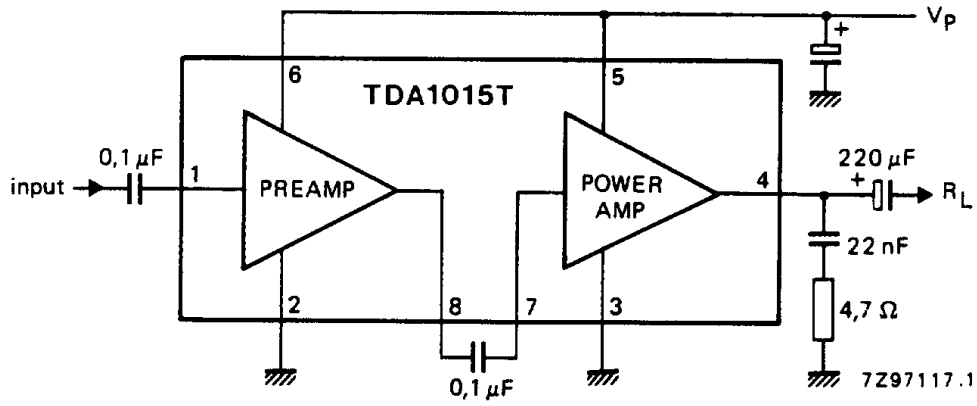 V_P
6
5
TDA1015T
0,1 µF
220 µF
input
1
PREAMP
POWER
AMP
4
+
+
R_L
22 nF
2
8
7
3
4,7 Ω
0,1 µF
7Z97117.1